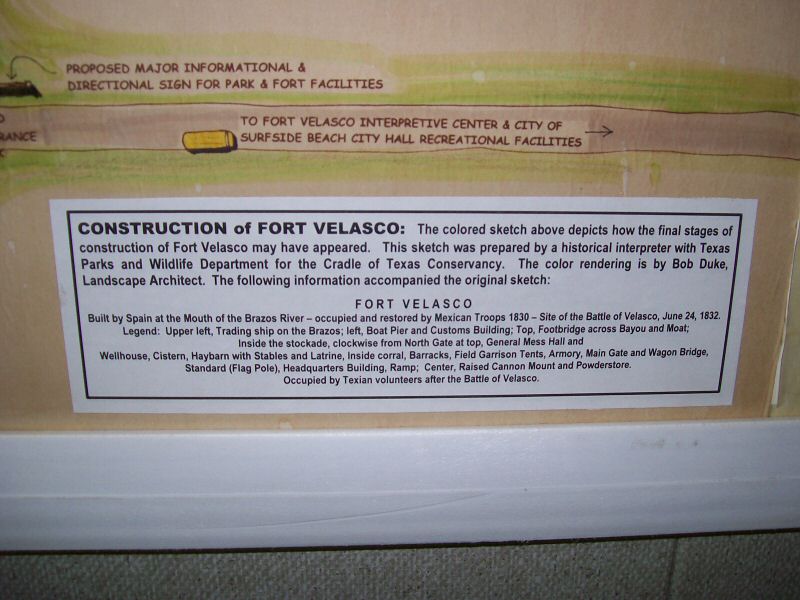 PROPOSED MAJOR INFORMATIONAL &
DIRECTIONAL SIGN FOR PARK & FORT FACILITIES
TO FORT VELASCO INTERPRETIVE CENTER & CITY OF
SURFSIDE BEACH CITY HALL RECREATIONAL FACILITIES
CONSTRUCTION of FORT VELASCO: The colored sketch above depicts how the final stages of
construction of Fort Velasco may have appeared. This sketch was prepared by a historical interpreter with Texas
Parks and Wildlife Department for the Cradle of Texas Conservancy. The color rendering is by Bob Duke,
Landscape Architect. The following information accompanied the original sketch:
FORT VELASCO
Built by Spain at the Mouth of the Brazos River – occupied and restored by Mexican Troops 1830 – Site of the Battle of Velasco, June 24, 1832.
Legend: Upper left, Trading ship on the Brazos; left, Boat Pier and Customs Building; Top, Footbridge across Bayou and Moat;
Inside the stockade, clockwise from North Gate at top, General Mess Hall and
Wellhouse, Cistern, Haybarn with Stables and Latrine, Inside corral, Barracks, Field Garrison Tents, Armory, Main Gate and Wagon Bridge,
Standard (Flag Pole), Headquarters Building, Ramp; Center, Raised Cannon Mount and Powderstore.
Occupied by Texian volunteers after the Battle of Velasco.